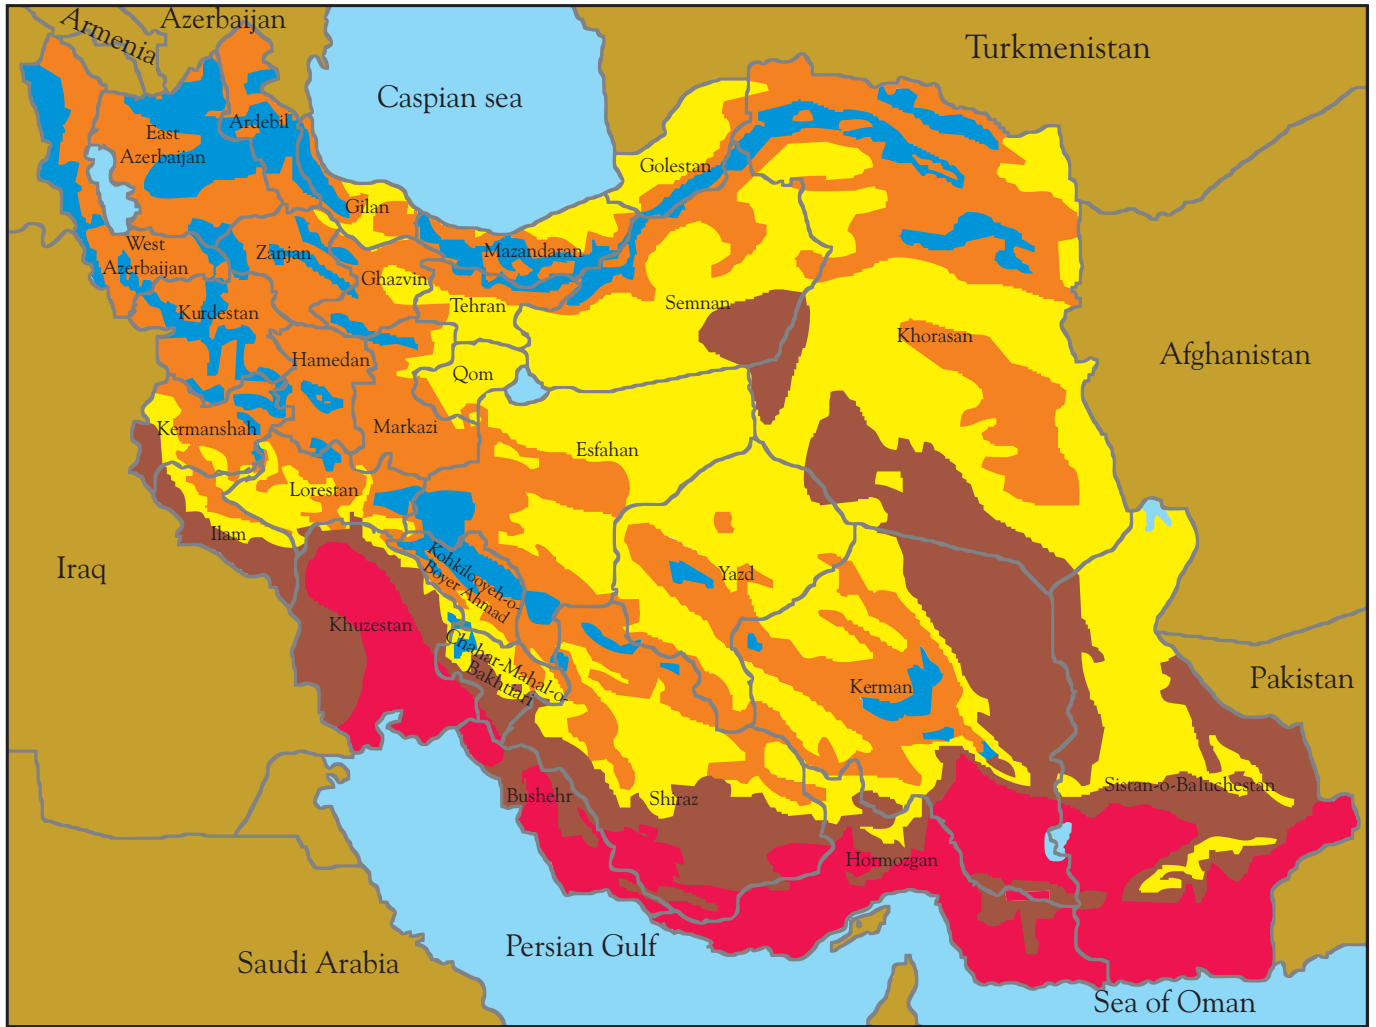 Azerbaijan
Armenia
Turkmenistan
Caspian sea
East
Azerbaijan
Ardebil
Golestan
Gilan
West
Azerbaijan
Zanjan
Mazandaran
Ghazvin
Tehran
Semnan
Kurdestan
Khorasan
Afghanistan
Hamedan
Qom
Kermanshah
Markazi
Esfahan
Lorestan
Ilam
Iraq
Kohkilooyeh-o-
Boyer Ahmad
Yazd
Khuzestan
Chahar-Mahal-o-
Bakhtiari
Kerman
Pakistan
Bushehr
Shiraz
Sistan-o-Baluchestan
Hormozgan
Persian Gulf
Saudi Arabia
Sea of Oman